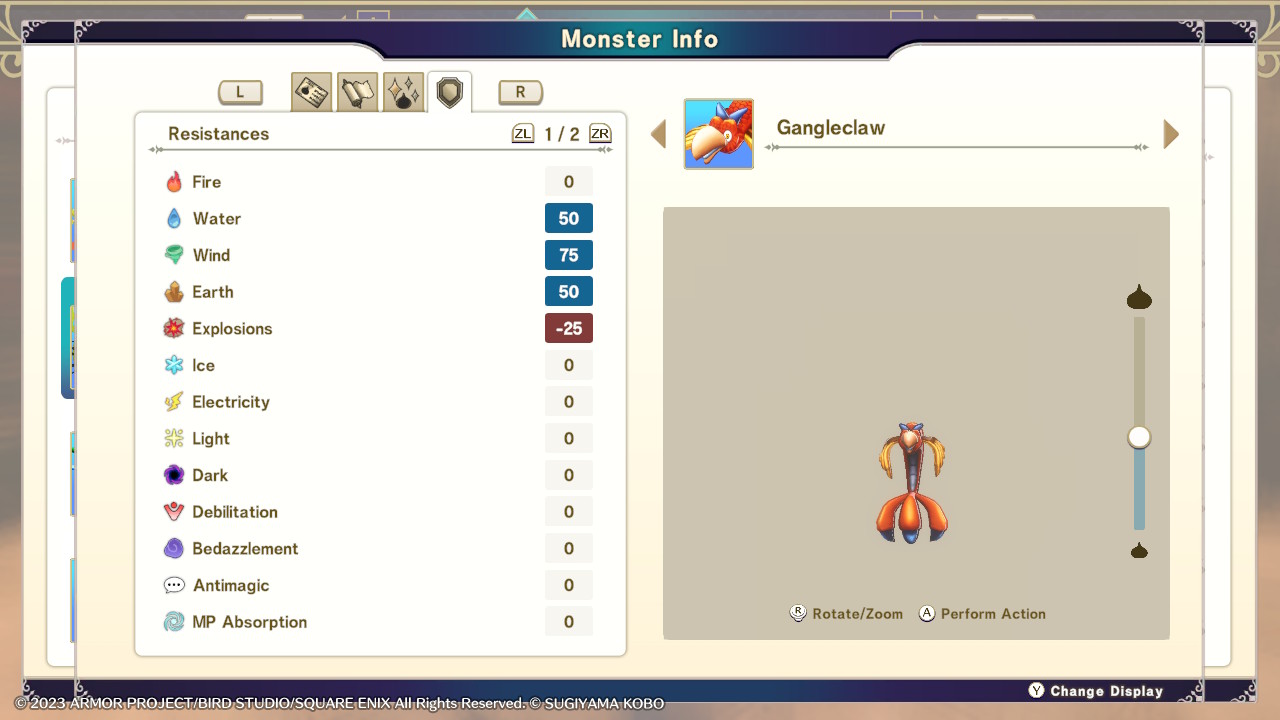 Monster Info
L
R
Resistances
ZL 1 / 2 ZR
Fire 0
Water 50
Wind 75
Earth 50
Explosions -25
Ice 0
Electricity 0
Light 0
Dark 0
Debilitation 0
Bedazzlement 0
Antimagic 0
MP Absorption 0
Gangleclaw
R Rotate/Zoom A Perform Action
Y Change Display
© 2023 ARMOR PROJECT/BIRD STUDIO/SQUARE ENIX All Rights Reserved. © SUGIYAMA KOBO